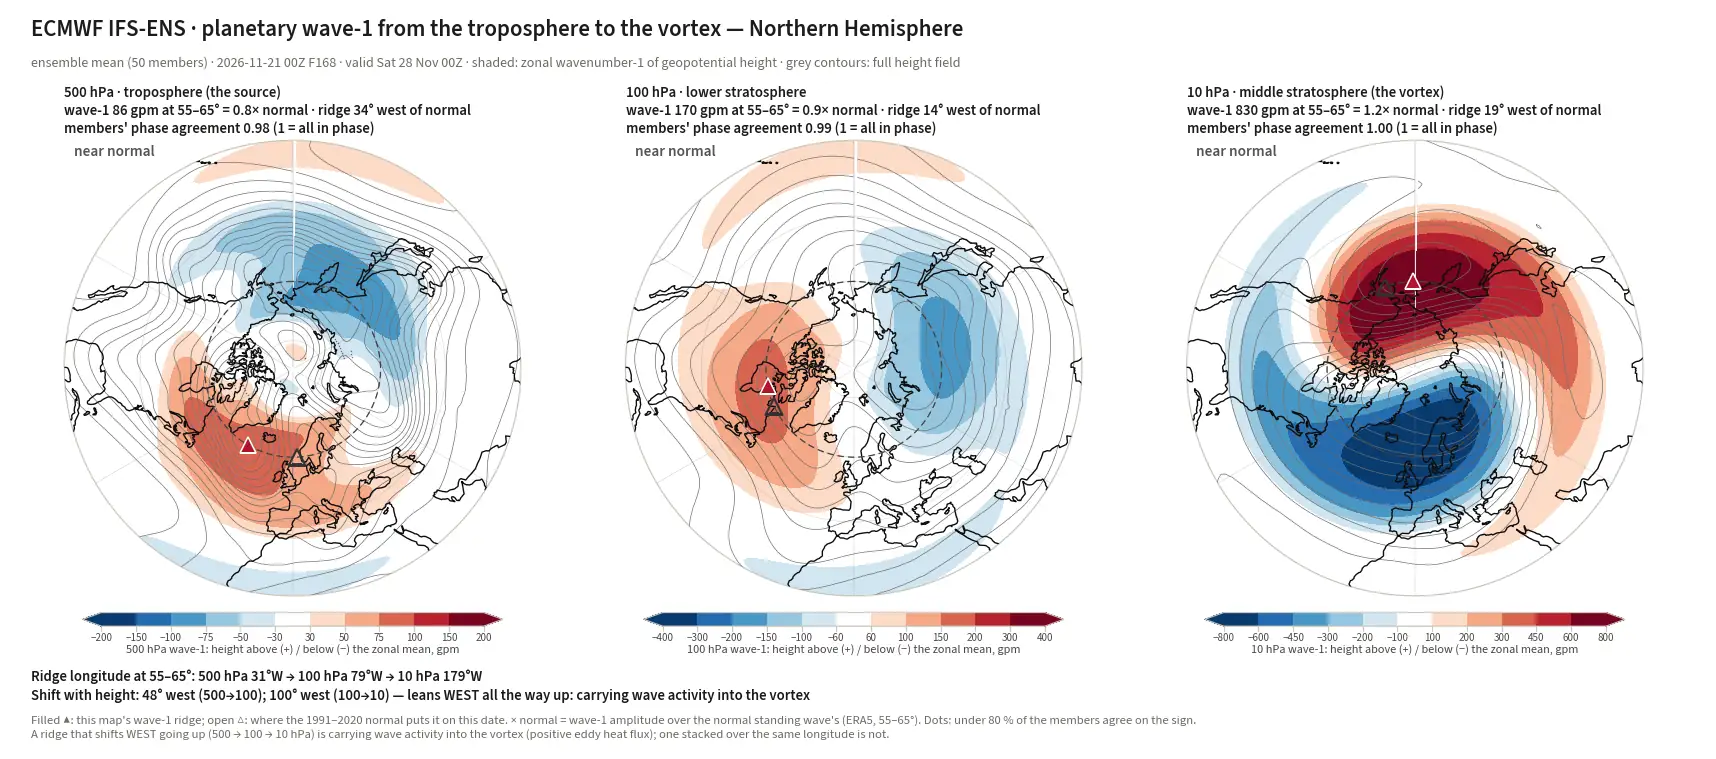 ECMWF IFS-ENS · planetary wave-1 from the troposphere to the vortex — Northern Hemisphere
ensemble mean (50 members) · 2026-11-21 00Z F168 · valid Sat 28 Nov 00Z · shaded: zonal wavenumber-1 of geopotential height · grey contours: full height field
500 hPa · troposphere (the source)
wave-1 86 gpm at 55–65° = 0.8× normal · ridge 34° west of normal
members' phase agreement 0.98 (1 = all in phase)
near normal
100 hPa · lower stratosphere
wave-1 170 gpm at 55–65° = 0.9× normal · ridge 14° west of normal
members' phase agreement 0.99 (1 = all in phase)
near normal
10 hPa · middle stratosphere (the vortex)
wave-1 830 gpm at 55–65° = 1.2× normal · ridge 19° west of normal
members' phase agreement 1.00 (1 = all in phase)
near normal
−200 −150 −100 −75 −50 −30 30 50 75 100 150 200
500 hPa wave-1: height above (+) / below (−) the zonal mean, gpm
−400 −300 −200 −150 −100 −60 60 100 150 200 300 400
100 hPa wave-1: height above (+) / below (−) the zonal mean, gpm
−800 −600 −450 −300 −200 −100 100 200 300 450 600 800
10 hPa wave-1: height above (+) / below (−) the zonal mean, gpm
Ridge longitude at 55–65°: 500 hPa 31°W → 100 hPa 79°W → 10 hPa 179°W
Shift with height: 48° west (500→100); 100° west (100→10) — leans WEST all the way up: carrying wave activity into the vortex
Filled ▲: this map's wave-1 ridge; open △: where the 1991–2020 normal puts it on this date. × normal = wave-1 amplitude over the normal standing wave's (ERA5, 55–65°). Dots: under 80 % of the members agree on the sign.
A ridge that shifts WEST going up (500 → 100 → 10 hPa) is carrying wave activity into the vortex (positive eddy heat flux); one stacked over the same longitude is not.